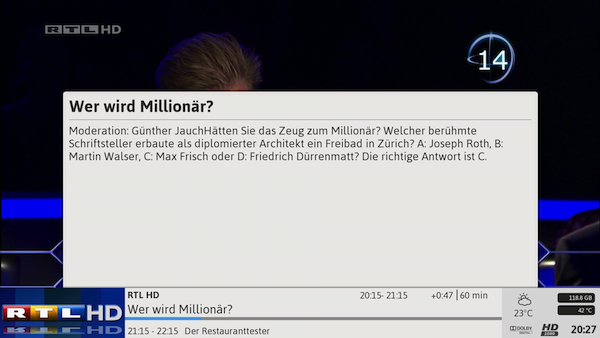 RTL HD
14
Wer wird Millionär?
Moderation: Günther JauchHätten Sie das Zeug zum Millionär? Welcher berühmte
Schriftsteller erbaute als diplomierter Architekt ein Freibad in Zürich? A: Joseph Roth, B:
Martin Walser, C: Max Frisch oder D: Friedrich Dürrenmatt? Die richtige Antwort ist C.
RTL HD
RTL HD 20:15- 21:15 +0:47 60 min
Wer wird Millionär?
21:15 - 22:15 Der Restauranttester
23°C
118.8 GB
42 °C
DOLBY HD 20:27